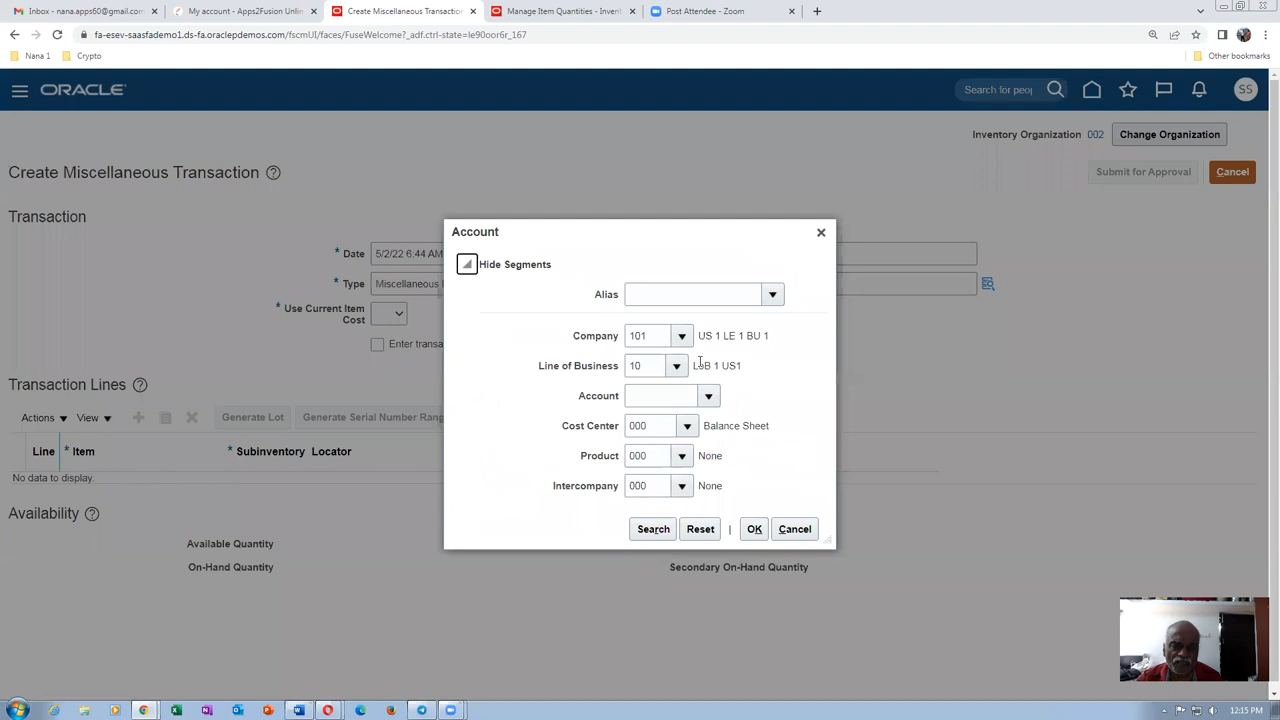 Inbox - nana.apps60@gmail.com
My account - Apps2Fusion Unlimi
Create Miscellaneous Transactio
Manage Item Quantities - Invent
Post Attendee - Zoom
fa-esev-saasfademo1.ds-fa.oraclepdemos.com/fscmUI/faces/FuseWelcome?_adf.ctrl-state=le90oor6r_167
Nana 1
Crypto
Other bookmarks
ORACLE
Search for peop
SS
Inventory Organization 002 Change Organization
Create Miscellaneous Transaction
Submit for Approval
Cancel
Transaction
* Date 5/2/22 6:44 AM
* Type Miscellaneous
* Use Current Item
Cost
Enter transa
Transaction Lines
Actions View Generate Lot Generate Serial Number Rang
Line * Item * Subinventory Locator
No data to display.
Availability
Available Quantity
On-Hand Quantity
Secondary On-Hand Quantity
Account
Hide Segments
Alias
Company 101 US 1 LE 1 BU 1
Line of Business 10 LoB 1 US1
Account
Cost Center 000 Balance Sheet
Product 000 None
Intercompany 000 None
Search Reset | OK Cancel
12:15 PM